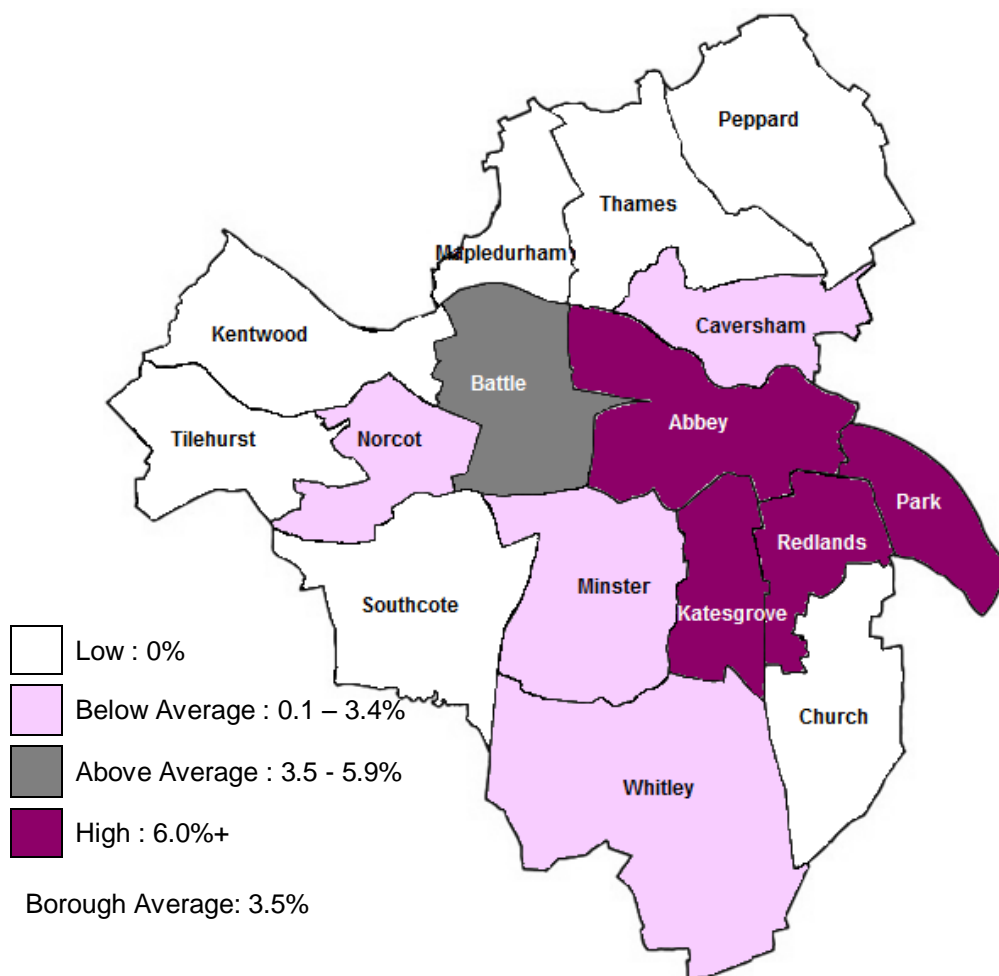 Peppard
Thames
Mapledurham
Caversham
Kentwood
Battle
Abbey
Tilehurst
Norcot
Park
Redlands
Minster
Southcote
Katesgrove
Low : 0%
Below Average : 0.1 – 3.4%
Church
Above Average : 3.5 - 5.9%
Whitley
High : 6.0%+
Borough Average: 3.5%